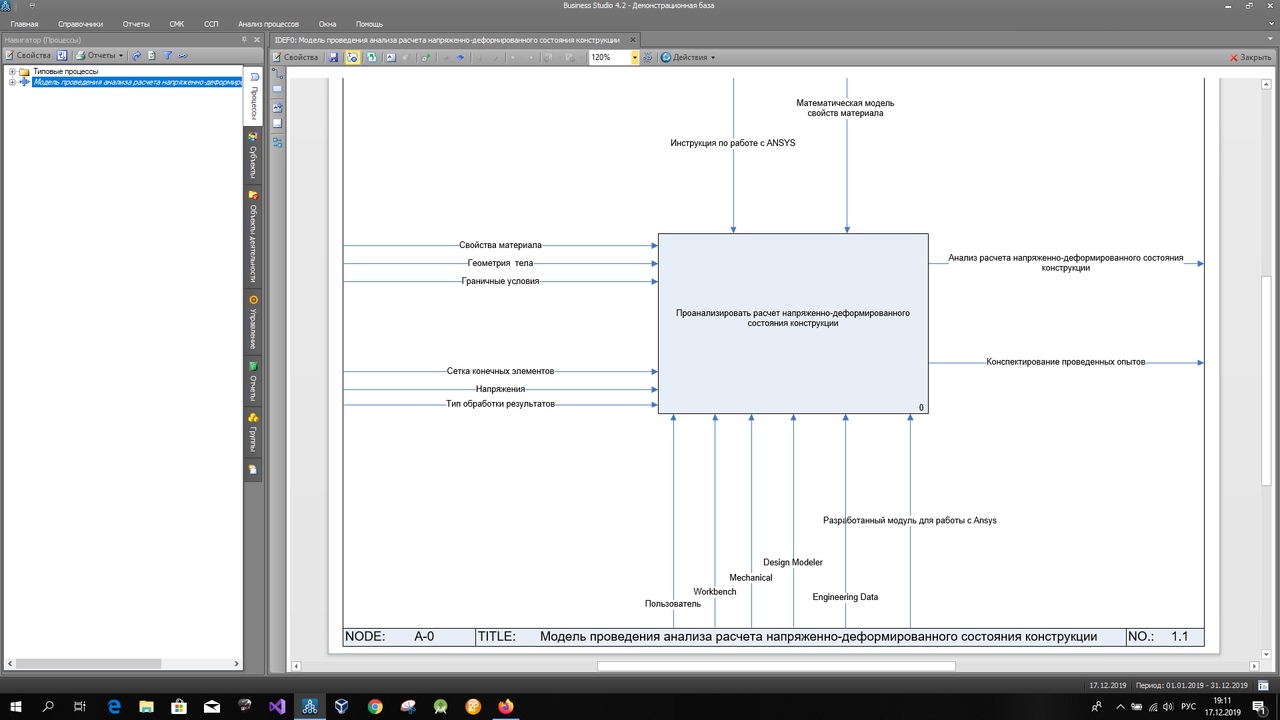 Business Studio 4.2 - Демонстрационная база
Главная Справочники Отчеты СМК ССП Анализ процессов Окна Помощь
Навигатор (Процессы)
IDEF0: Модель проведения анализа расчета напряженно-деформированного состояния конструкции
Свойства Отчеты
Свойства 120% Действия Закрыть
Типовые процессы
Модель проведения анализа расчета напряженно-деформиро
Процессы
Субъекты
Объекты деятельности
Управление
Отчеты
Группы
Математическая модель
свойств материала
Инструкция по работе с ANSYS
Свойства материала
Геометрия тела
Граничные условия
Анализ расчета напряженно-деформированного состояния
конструкции
Проанализировать расчет напряженно-деформированного
состояния конструкции
Конспектирование проведенных опытов
Сетка конечных элементов
Напряжения
Тип обработки результатов
0
Разработанный модуль для работы с Ansys
Design Modeler
Mechanical
Workbench
Engineering Data
Пользователь
NODE: A-0 TITLE: Модель проведения анализа расчета напряженно-деформированного состояния конструкции NO.: 1.1
17.12.2019 Период: 01.01.2019 - 31.12.2019
РУС
19:11
17.12.2019